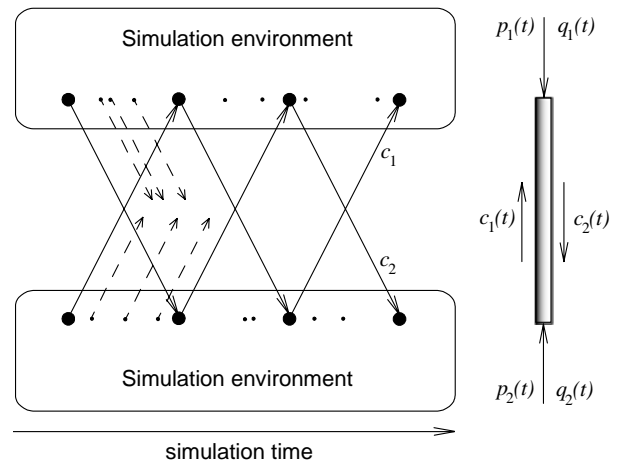 Simulation environment
p1(t) q1(t)
c1
c1(t) c2(t)
c2
Simulation environment
p2(t) q2(t)
simulation time